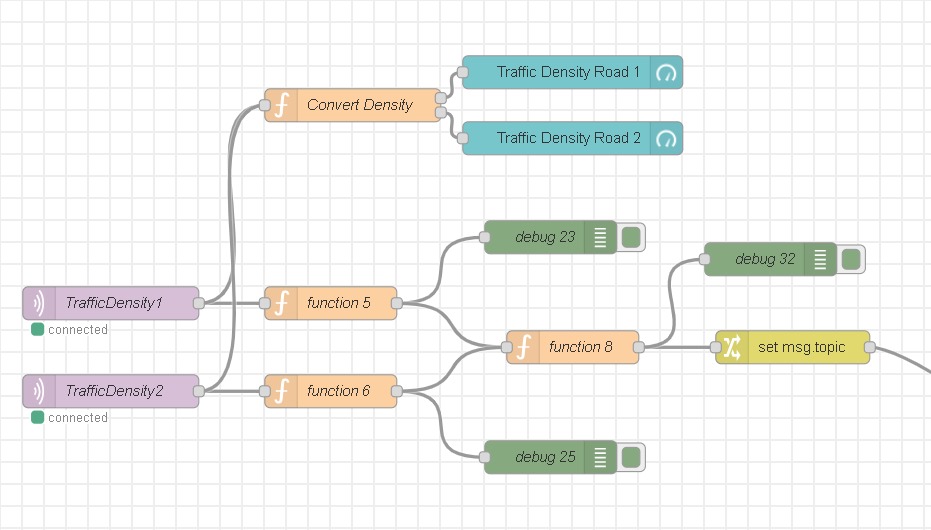 Traffic Density Road 1
Convert Density
Traffic Density Road 2
debug 23
debug 32
TrafficDensity1
function 5
connected
function 8
set msg.topic
TrafficDensity2
function 6
connected
debug 25